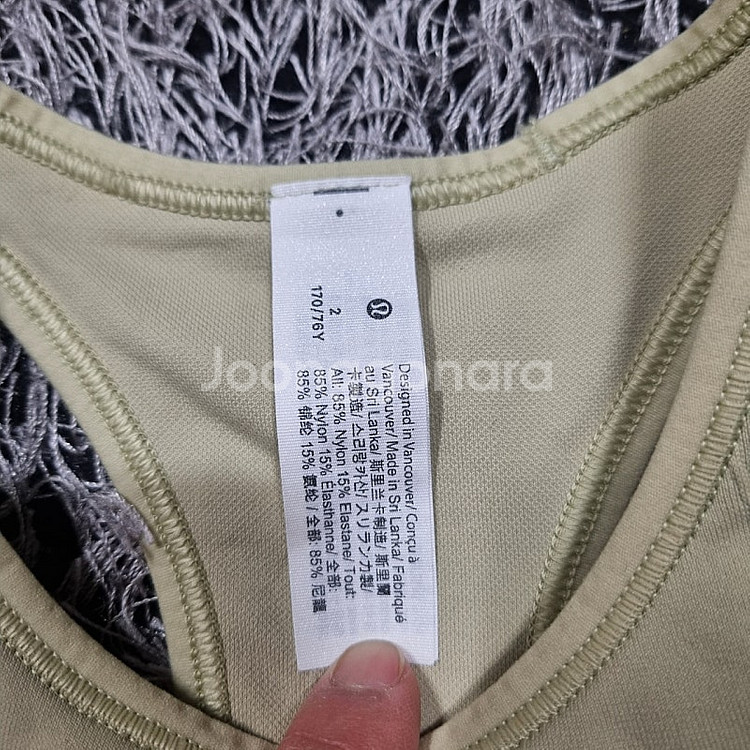 2
170/76Y
Designed in Vancouver/ Conçu à
Vancouver/ Made in Sri Lanka/ Fabriqué
au Sri Lanka/ 斯里兰卡制造/ 斯里蘭
卡製造/ 스리랑카산/ スリランカ製/
All: 85% Nylon 15% Elastane/ Tout:
85% Nylon 15% Élasthanne/ 全部:
85% 锦纶 15% 氨纶/ 全部: 85% 尼龍